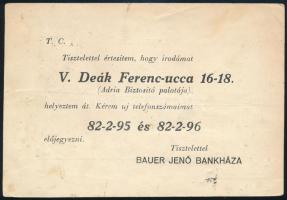 T. C.
Tisztelettel értesítem, hogy irodámat
V. Deák Ferenc-ucca 16-18.
(Adria Biztosító palotája).
helyeztem át. Kérem uj telefonszámaimat
82-2-95 és 82-2-96
előjegyezni.
Tisztelettel
BAUER JENŐ BANKHÁZA